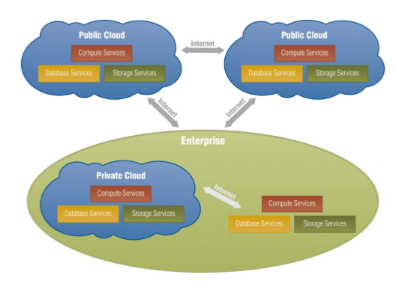 Public Cloud
Compute Services
Database Services
Storage Services
Internet
Public Cloud
Compute Services
Database Services
Storage Services
Internet
Internet
Enterprise
Private Cloud
Compute Services
Database Services
Storage Services
Internet
Compute Services
Database Services
Storage Services